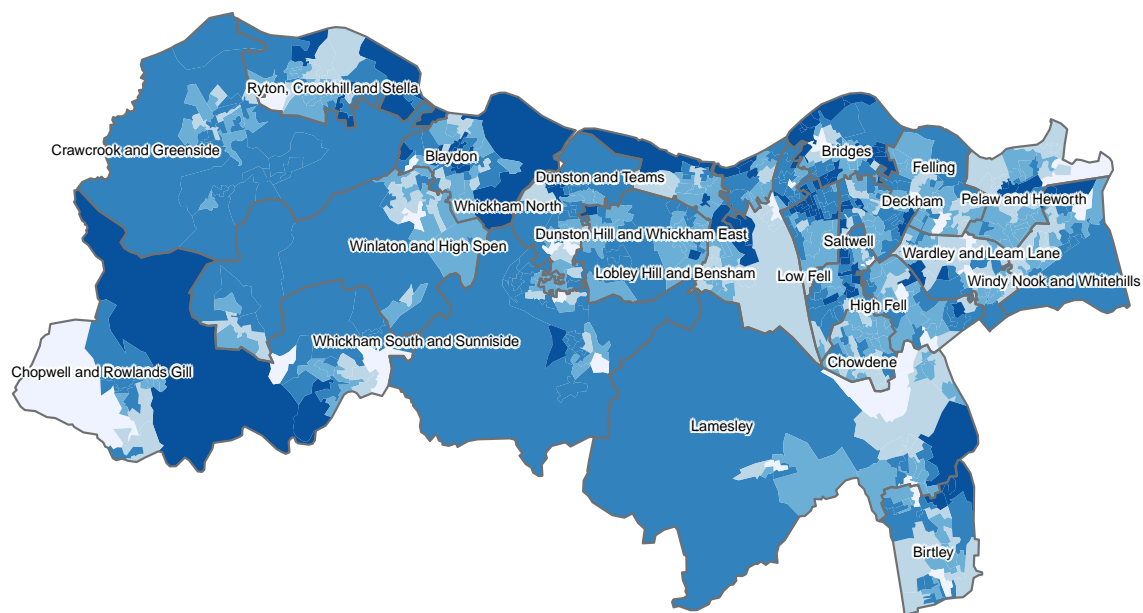 Ryton, Crookhill and Stella
Crawcrook and Greenside
Blaydon
Bridges
Felling
Dunston and Teams
Whickham North
Deckham
Pelaw and Heworth
Dunston Hill and Whickham East
Winlaton and High Spen
Saltwell
Wardley and Leam Lane
Lobley Hill and Bensham
Low Fell
Windy Nook and Whitehills
High Fell
Whickham South and Sunniside
Chowdene
Chopwell and Rowlands Gill
Lamesley
Birtley